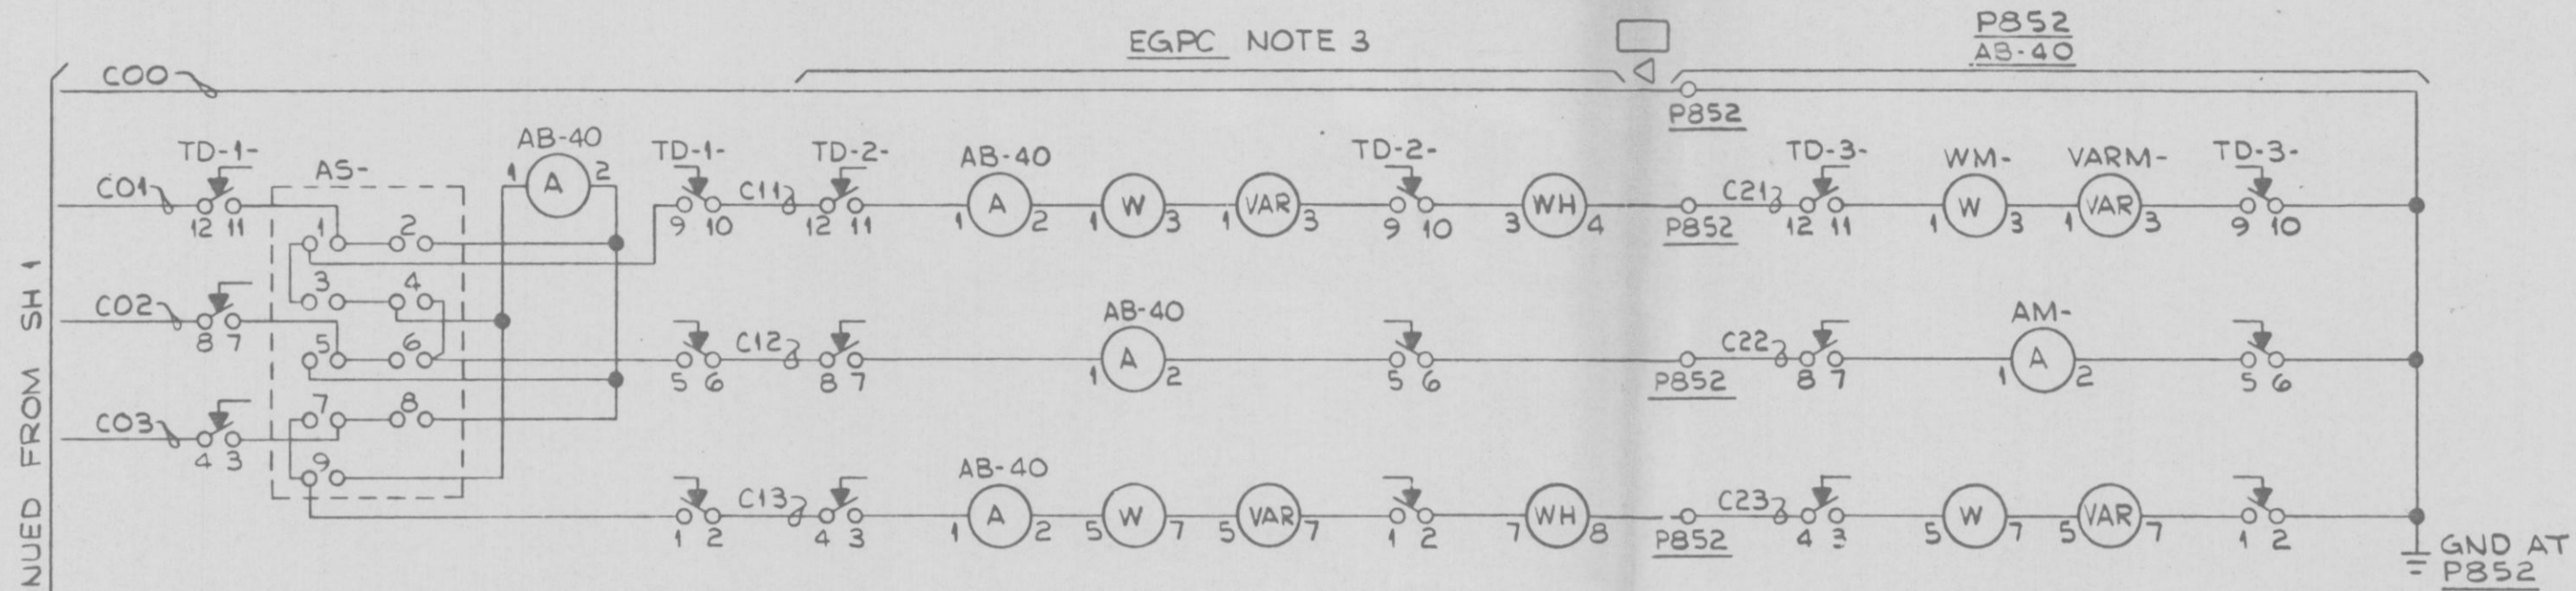 EGPC NOTE 3
P852
AB-40
C00
P852
TD-1-
AS-
AB-40
1 A 2
TD-1-
TD-2-
AB-40
TD-2-
TD-3-
WM-
VARM-
TD-3-
C01
12 11
9 10
C11
12 11
1 A 2
1 W 3
1 VAR 3
9 10
3 WH 4
P852
C21
12 11
1 W 3
1 VAR 3
9 10
1 2
3 4
C02
8 7
5 6
5 6
C12
8 7
AB-40
1 A 2
5 6
P852
C22
8 7
AM-
1 A 2
5 6
7 8
C03
4 3
9
1 2
C13
4 3
AB-40
1 A 2
5 W 7
5 VAR 7
1 2
7 WH 8
P852
C23
4 3
5 W 7
5 VAR 7
1 2
GND AT
P852
NUED FROM SH 1